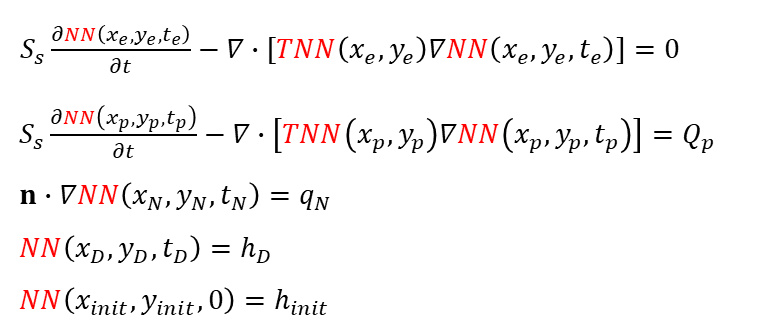 S_s ∂NN(x_e,y_e,t_e)/∂t − ∇ · [TNN(x_e, y_e)∇NN(x_e, y_e, t_e)] = 0
S_s ∂NN(x_p,y_p,t_p)/∂t − ∇ · [TNN(x_p, y_p)∇NN(x_p, y_p, t_p)] = Q_p
n · ∇NN(x_N, y_N, t_N) = q_N
NN(x_D, y_D, t_D) = h_D
NN(x_init, y_init, 0) = h_init